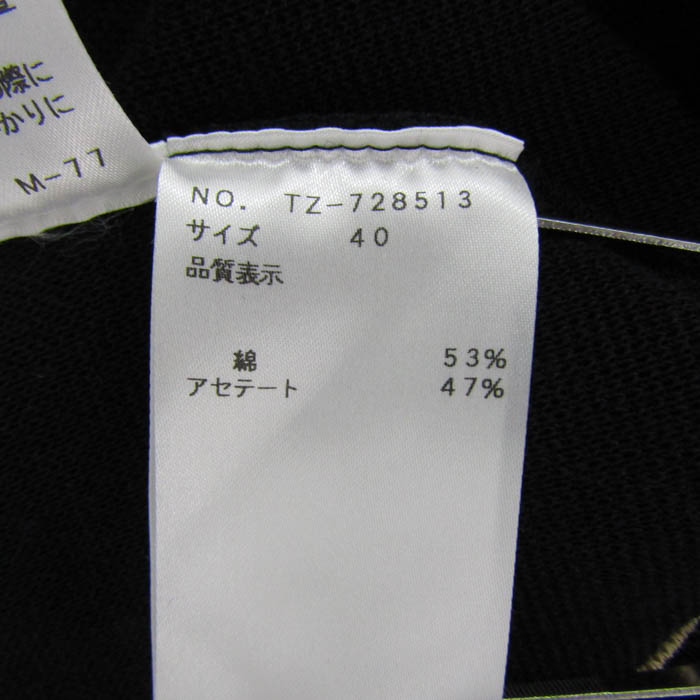 際に
かりに
M-77
NO. TZ-728513
サイズ 40
品質表示
綿 53%
アセテート 47%